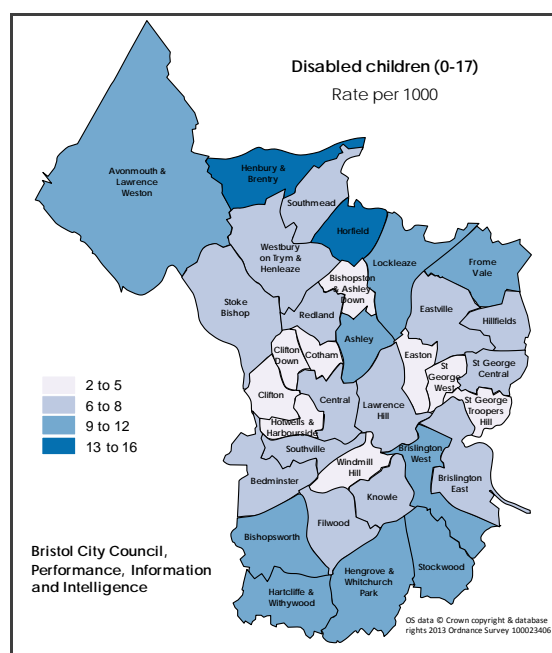 Disabled children (0-17)
Rate per 1000
Avonmouth &
Lawrence
Weston
Henbury &
Brentry
Southmead
Horfield
Westbury
on Trym &
Henleaze
Lockleaze
Frome
Vale
Bishopston
& Ashley
Down
Stoke
Bishop
Redland
Eastville
Hillfields
Clifton
Down
Cotham
Ashley
Easton
St
George
West
St George
Central
Clifton
Central
Lawrence
Hill
St George
Troopers
Hill
Hotwells &
Harbourside
Southville
Windmill
Hill
Brislington
West
Bedminster
Knowle
Brislington
East
Filwood
Bishopsworth
Hengrove &
Whitchurch
Park
Stockwood
Hartcliffe &
Withywood
2 to 5
6 to 8
9 to 12
13 to 16
Bristol City Council,
Performance, Information
and Intelligence
OS data © Crown copyright & database
rights 2013 Ordnance Survey 100023406